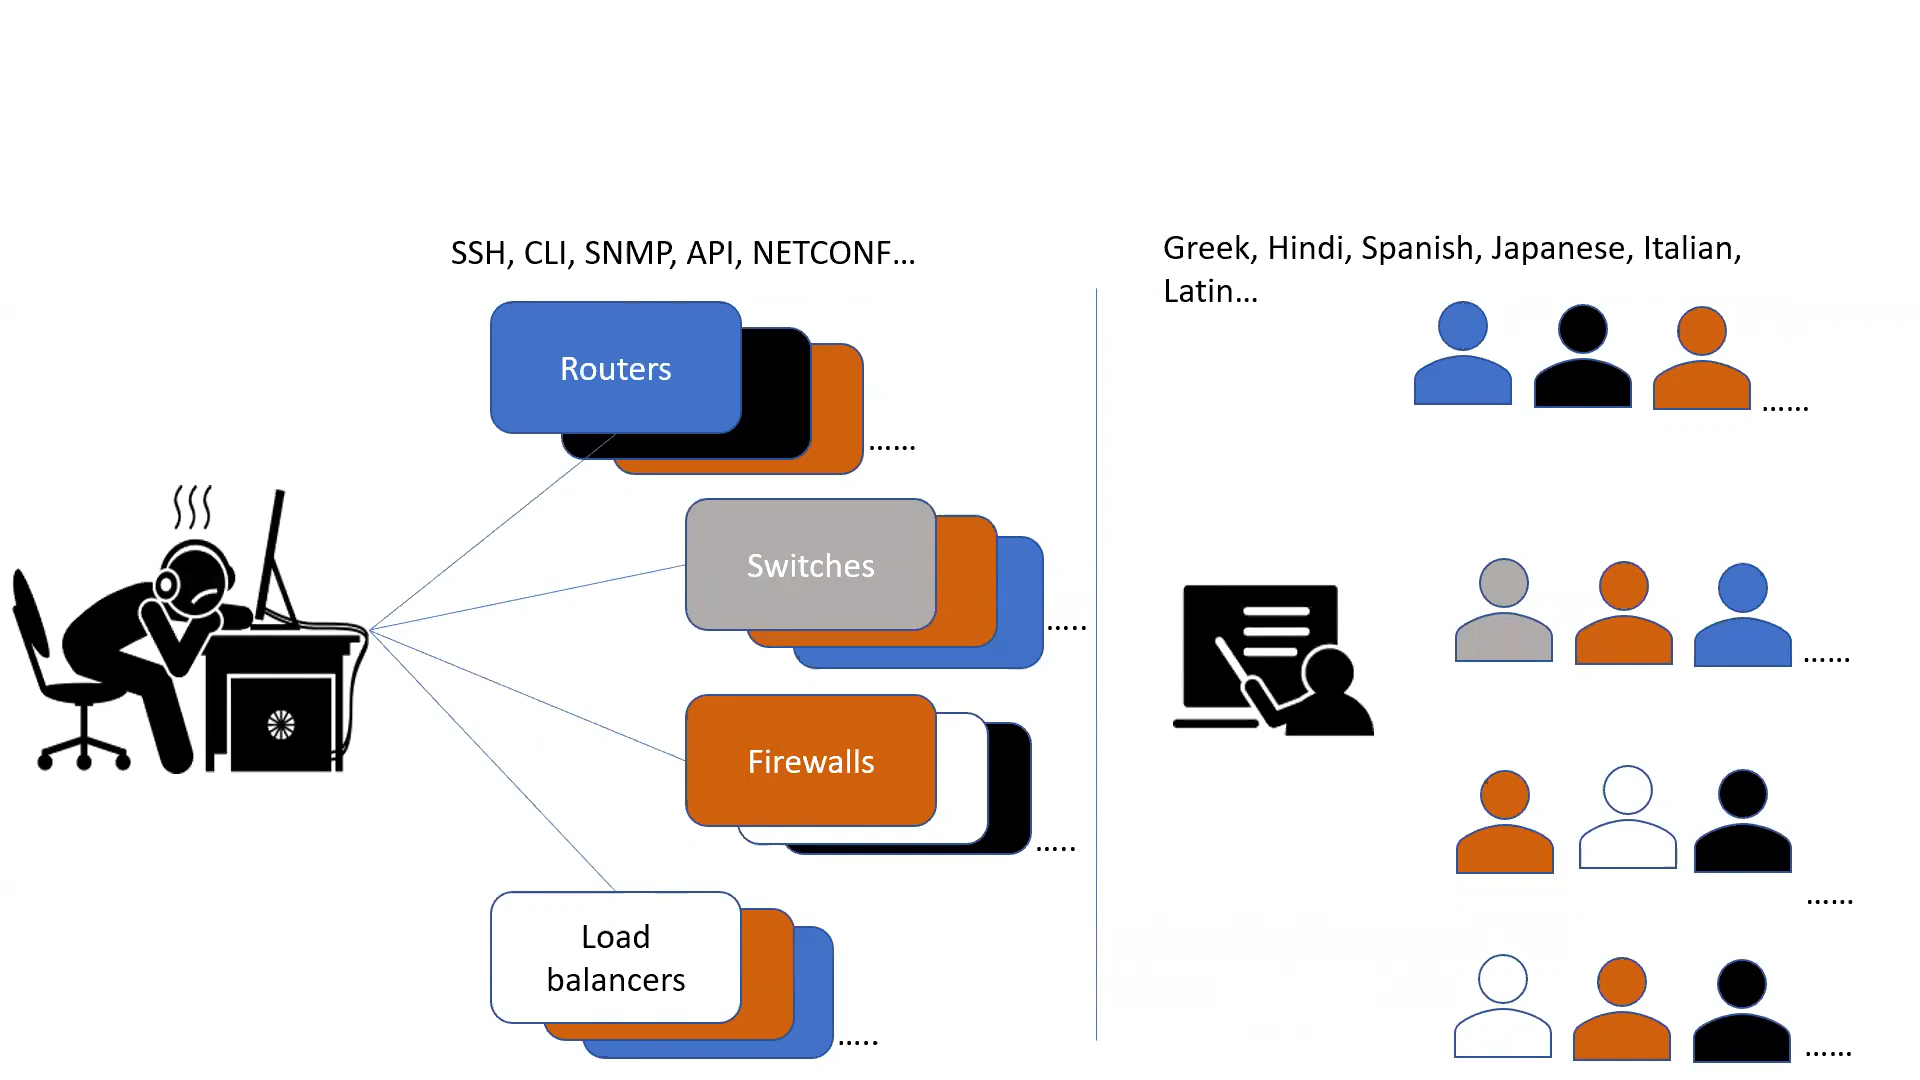 SSH, CLI, SNMP, API, NETCONF...
Routers
......
Switches
.....
Firewalls
.....
Load
balancers
.....
Greek, Hindi, Spanish, Japanese, Italian,
Latin...
......
......
......
......